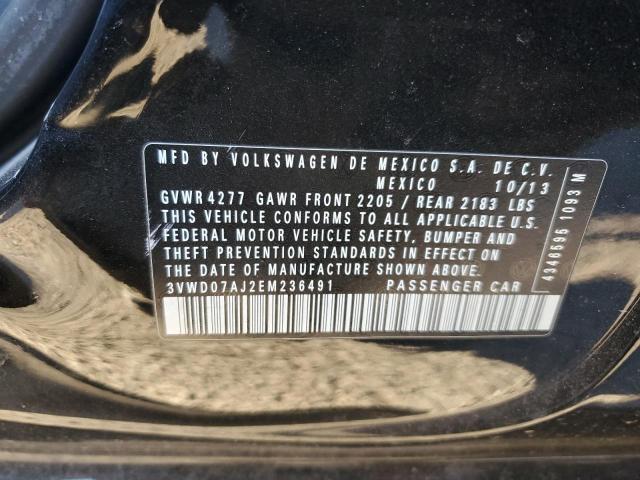 MFD BY VOLKSWAGEN DE MEXICO S.A. DE C.V.
MEXICO 10/13
GVWR 4277 GAWR FRONT 2205 / REAR 2183 LBS
THIS VEHICLE CONFORMS TO ALL APPLICABLE U.S.
FEDERAL MOTOR VEHICLE SAFETY, BUMPER AND
THEFT PREVENTION STANDARDS IN EFFECT ON
THE DATE OF MANUFACTURE SHOWN ABOVE.
3VWD07AJ2EM236491 PASSENGER CAR
4346595 1093 M